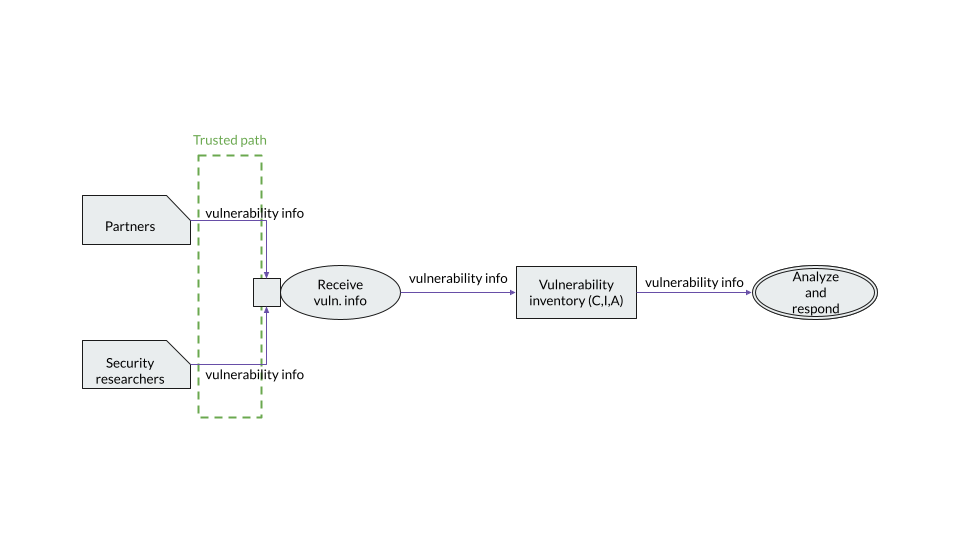 Trusted path
vulnerability info
Partners
Receive
vuln. info
vulnerability info
Vulnerability
inventory (C,I,A)
vulnerability info
Analyze
and
respond
Security
researchers
vulnerability info